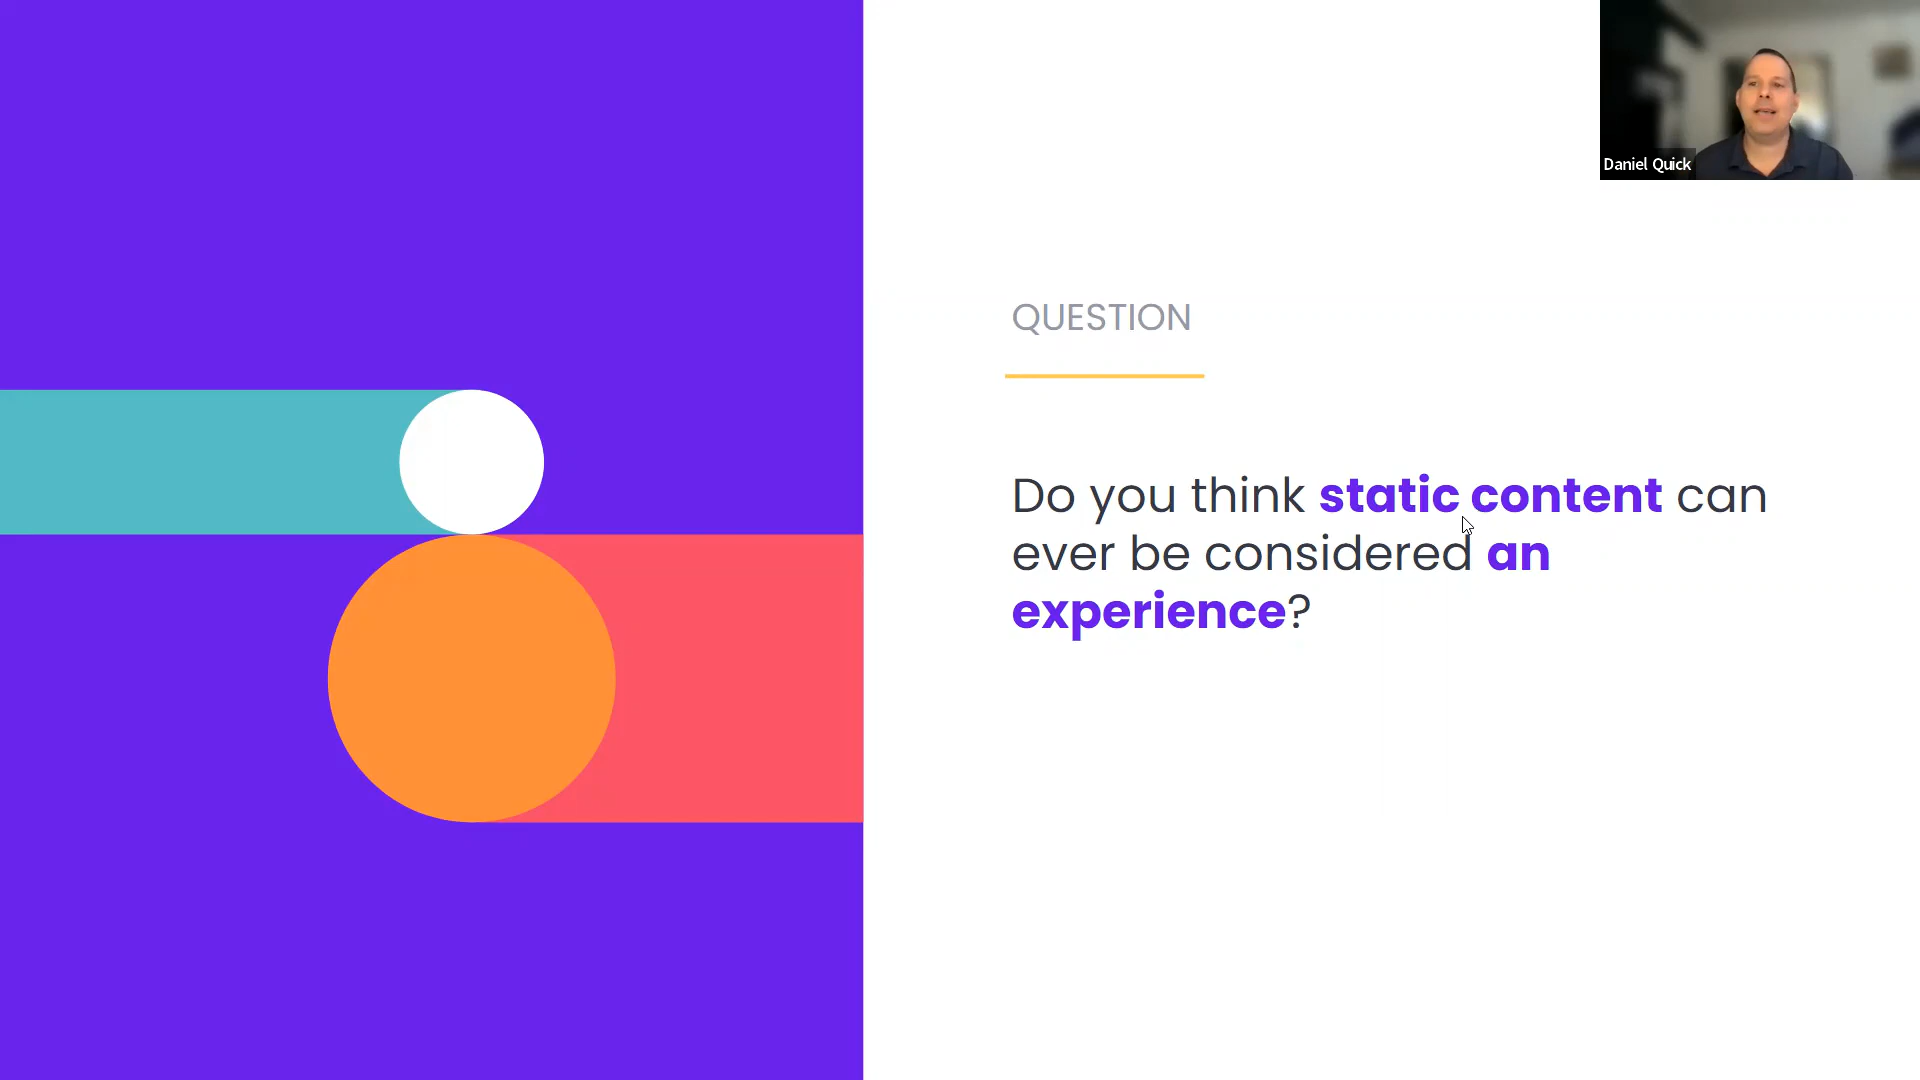 Daniel Quick
QUESTION
Do you think static content can
ever be considered an
experience?